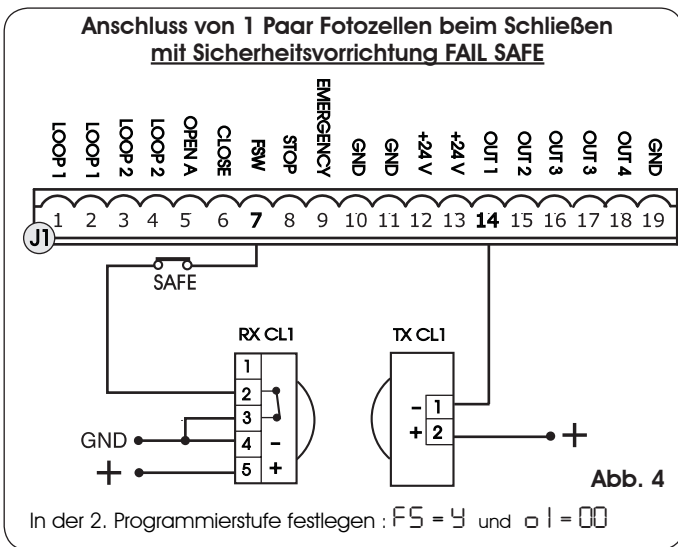 Anschluss von 1 Paar Fotozellen beim Schließen
mit Sicherheitsvorrichtung FAIL SAFE
LOOP 1 LOOP 1 LOOP 2 LOOP 2 OPEN A CLOSE FSW STOP EMERGENCY GND GND +24 V +24 V OUT 1 OUT 2 OUT 3 OUT 3 OUT 4 GND
1 2 3 4 5 6 7 8 9 10 11 12 13 14 15 16 17 18 19
J1
SAFE
RX CL1 TX CL1
1
2
3
GND 4 -
+ 5 +
- 1
+ 2 +
Abb. 4
In der 2. Programmierstufe festlegen : FS = Y und o1 = 00